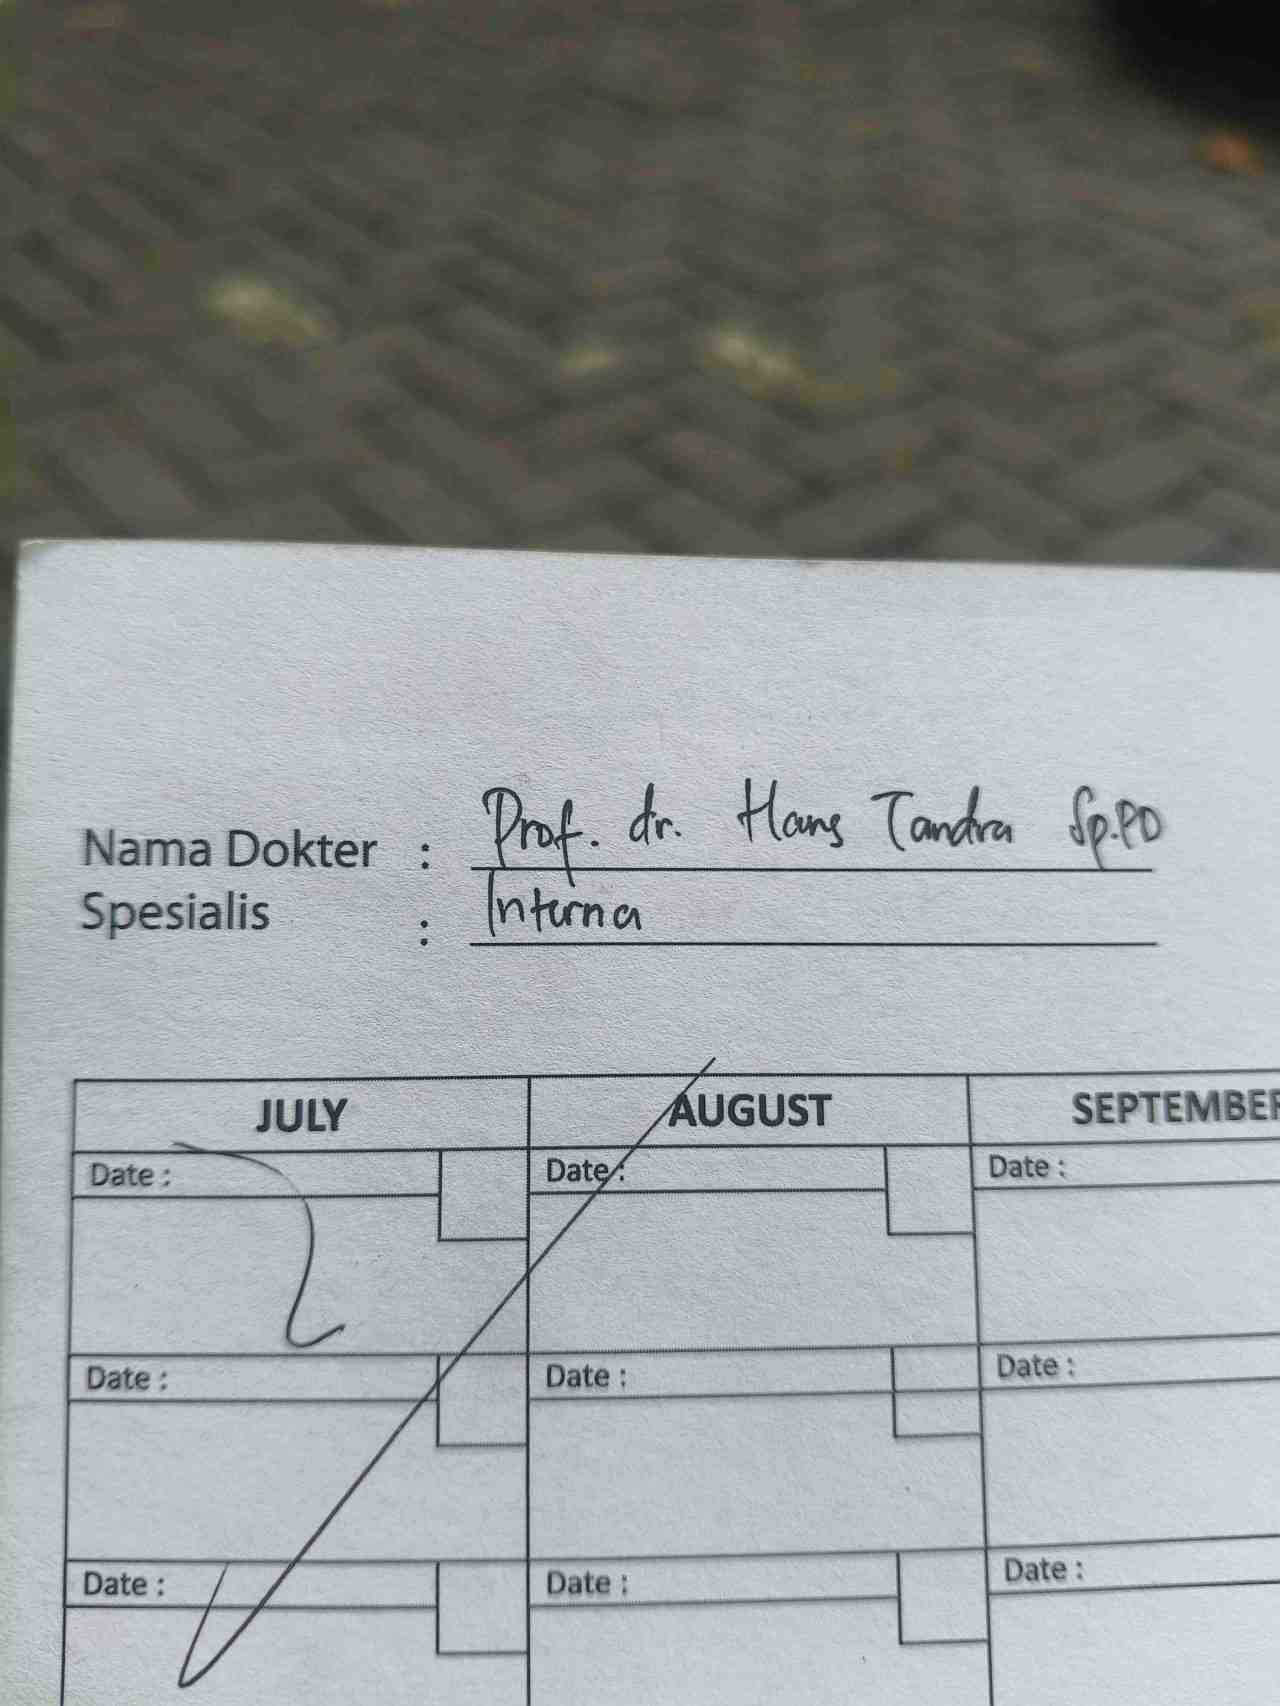 Nama Dokter : Prof. dr. Hans Tandra Sp.PD
Spesialis : Interna
JULY AUGUST SEPTEMBER
Date : Date : Date :
Date : Date : Date :
Date : Date : Date :